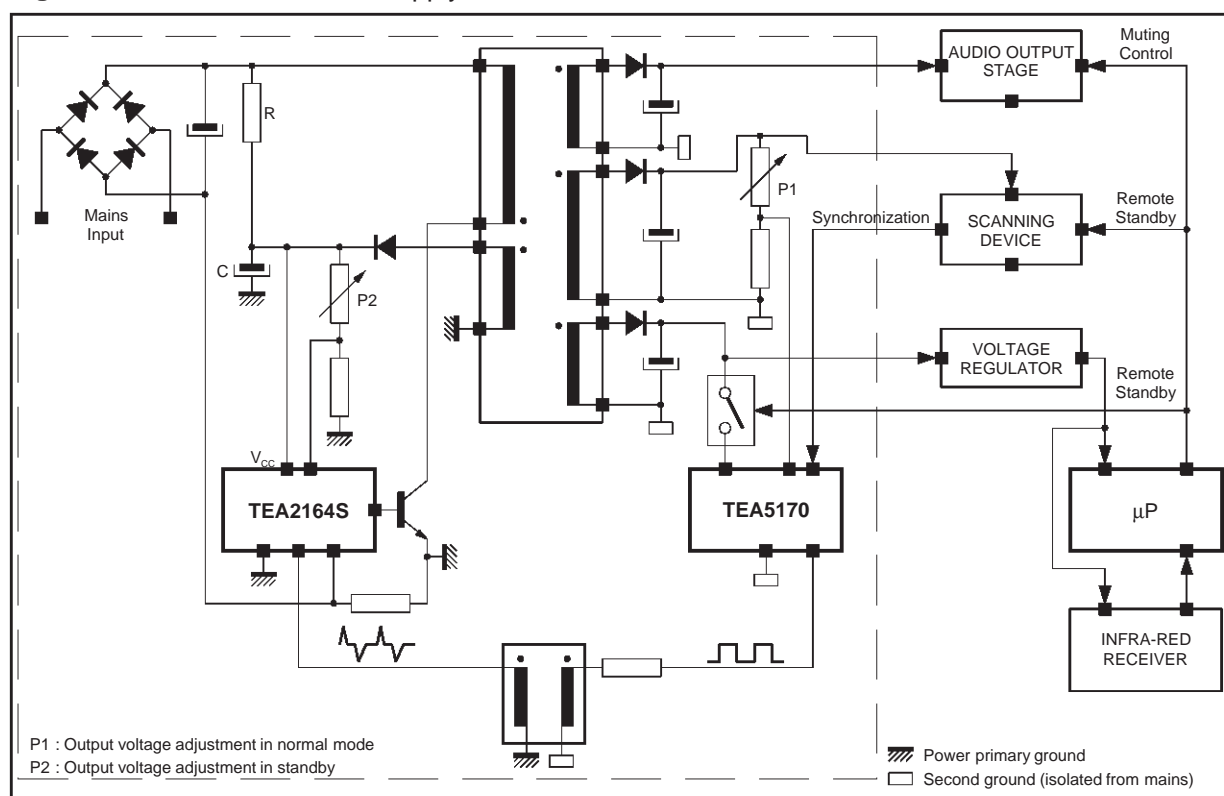 AUDIO OUTPUT
STAGE
Muting
Control
R
P1
Mains
Input
Synchronization
SCANNING
DEVICE
Remote
Standby
C
P2
VOLTAGE
REGULATOR
Remote
Standby
VCC
TEA2164S
TEA5170
µP
INFRA-RED
RECEIVER
P1 : Output voltage adjustment in normal mode
P2 : Output voltage adjustment in standby
Power primary ground
Second ground (isolated from mains)